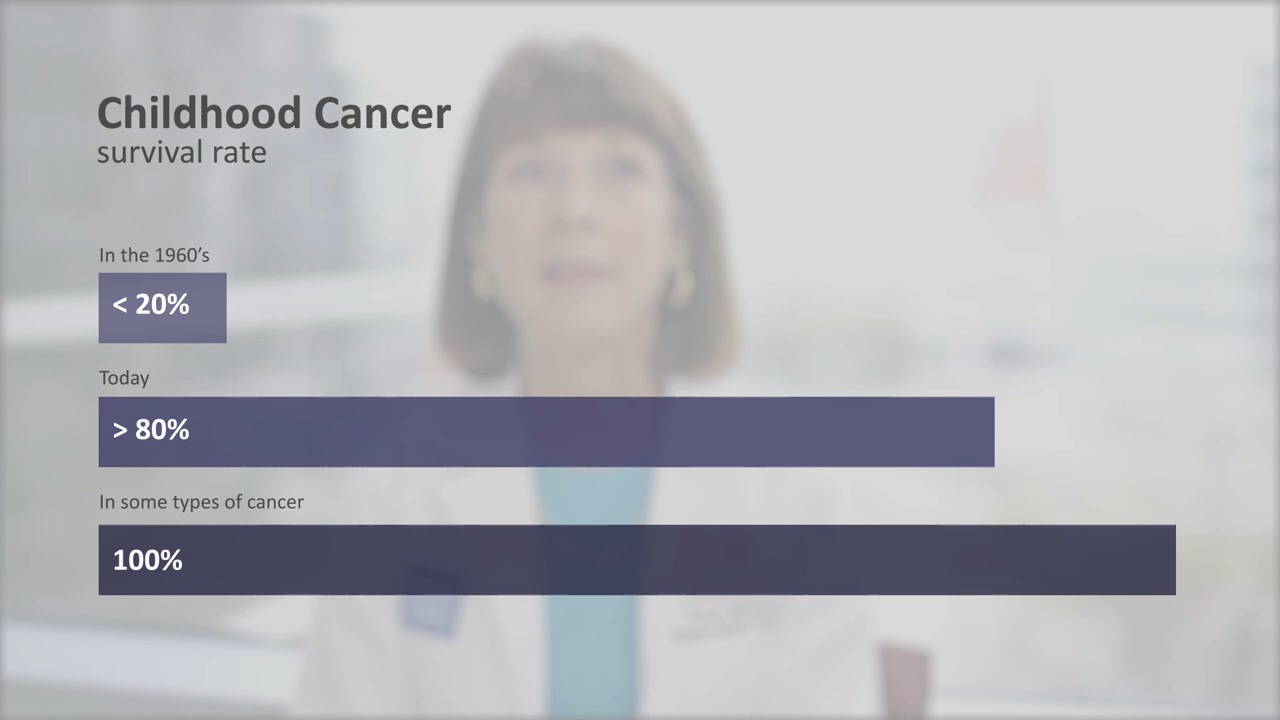 Childhood Cancer
survival rate
In the 1960’s
< 20%
Today
> 80%
In some types of cancer
100%